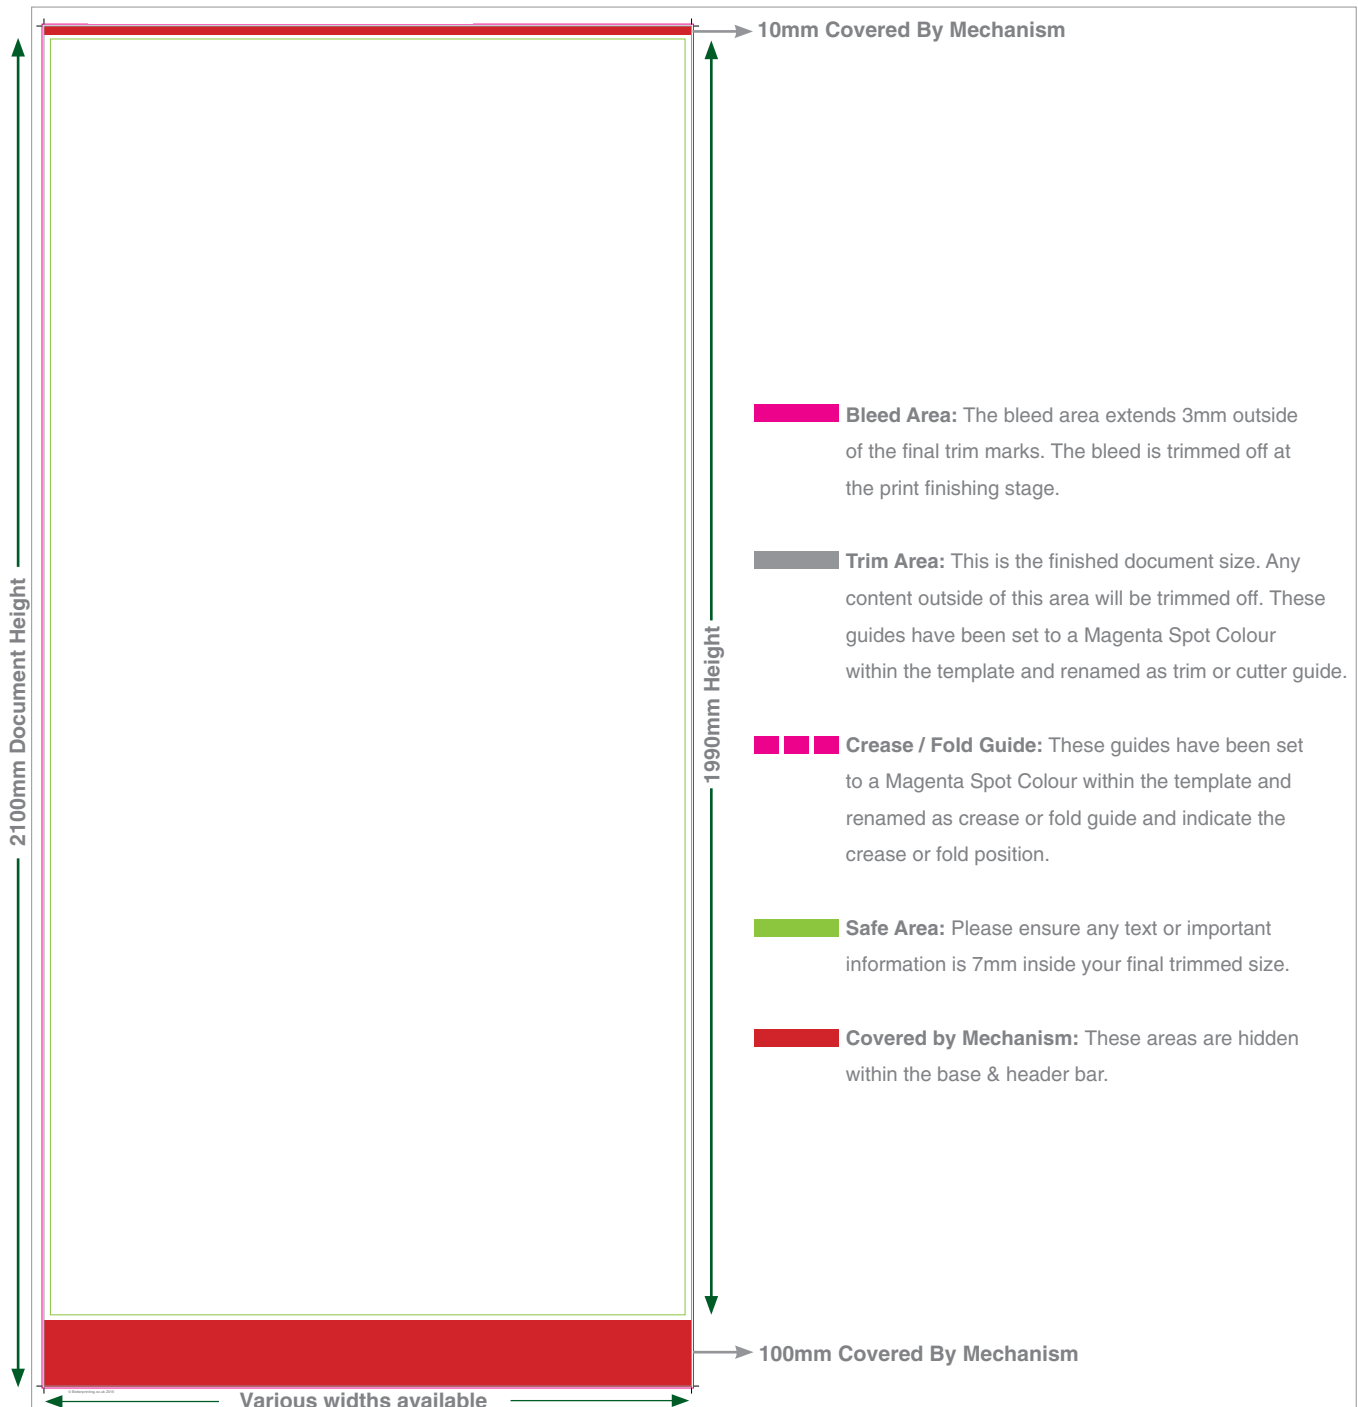 10mm Covered By Mechanism
2100mm Document Height
1990mm Height
Bleed Area: The bleed area extends 3mm outside
of the final trim marks. The bleed is trimmed off at
the print finishing stage.
Trim Area: This is the finished document size. Any
content outside of this area will be trimmed off. These
guides have been set to a Magenta Spot Colour
within the template and renamed as trim or cutter guide.
Crease / Fold Guide: These guides have been set
to a Magenta Spot Colour within the template and
renamed as crease or fold guide and indicate the
crease or fold position.
Safe Area: Please ensure any text or important
information is 7mm inside your final trimmed size.
Covered by Mechanism: These areas are hidden
within the base & header bar.
100mm Covered By Mechanism
Various widths available